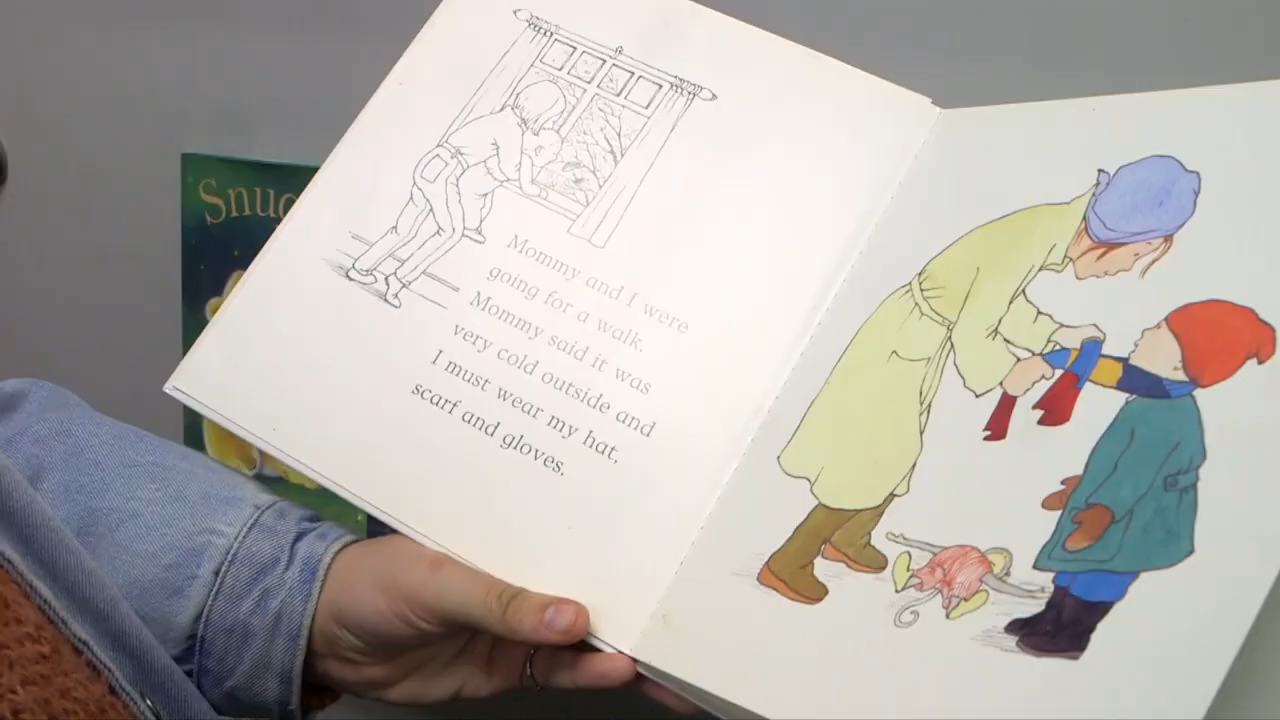 Snug
Mommy and I were
going for a walk.
Mommy said it was
very cold outside and
I must wear my hat,
scarf and gloves.